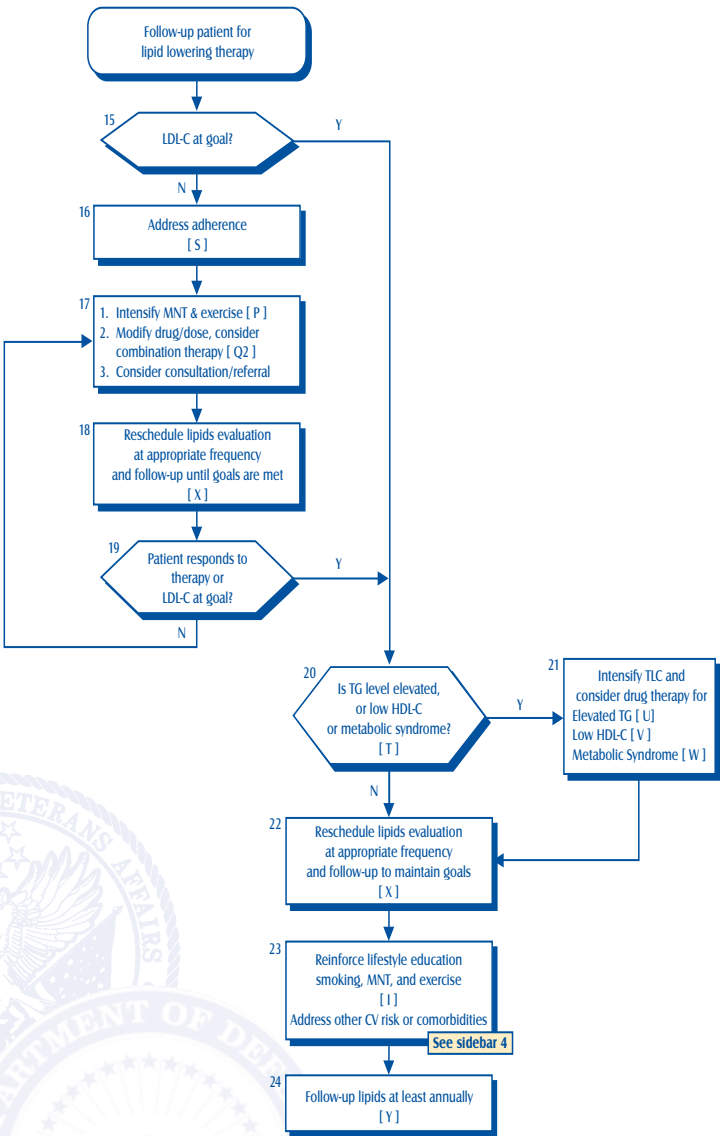 Follow-up patient for
lipid lowering therapy
15
LDL-C at goal?
Y
N
16
Address adherence
[ S ]
17
1. Intensify MNT & exercise [ P ]
2. Modify drug/dose, consider
combination therapy [ Q2 ]
3. Consider consultation/referral
18
Reschedule lipids evaluation
at appropriate frequency
and follow-up until goals are met
[ X ]
19
Patient responds to
therapy or
LDL-C at goal?
Y
N
20
Is TG level elevated,
or low HDL-C
or metabolic syndrome?
[ T ]
Y
N
21
Intensify TLC and
consider drug therapy for
Elevated TG [ U]
Low HDL-C [ V ]
Metabolic Syndrome [ W ]
22
Reschedule lipids evaluation
at appropriate frequency
and follow-up to maintain goals
[ X ]
23
Reinforce lifestyle education
smoking, MNT, and exercise
[ I ]
Address other CV risk or comorbidities
See sidebar 4
24
Follow-up lipids at least annually
[ Y ]
VETERANS AFFAIRS
DEPARTMENT OF DEF